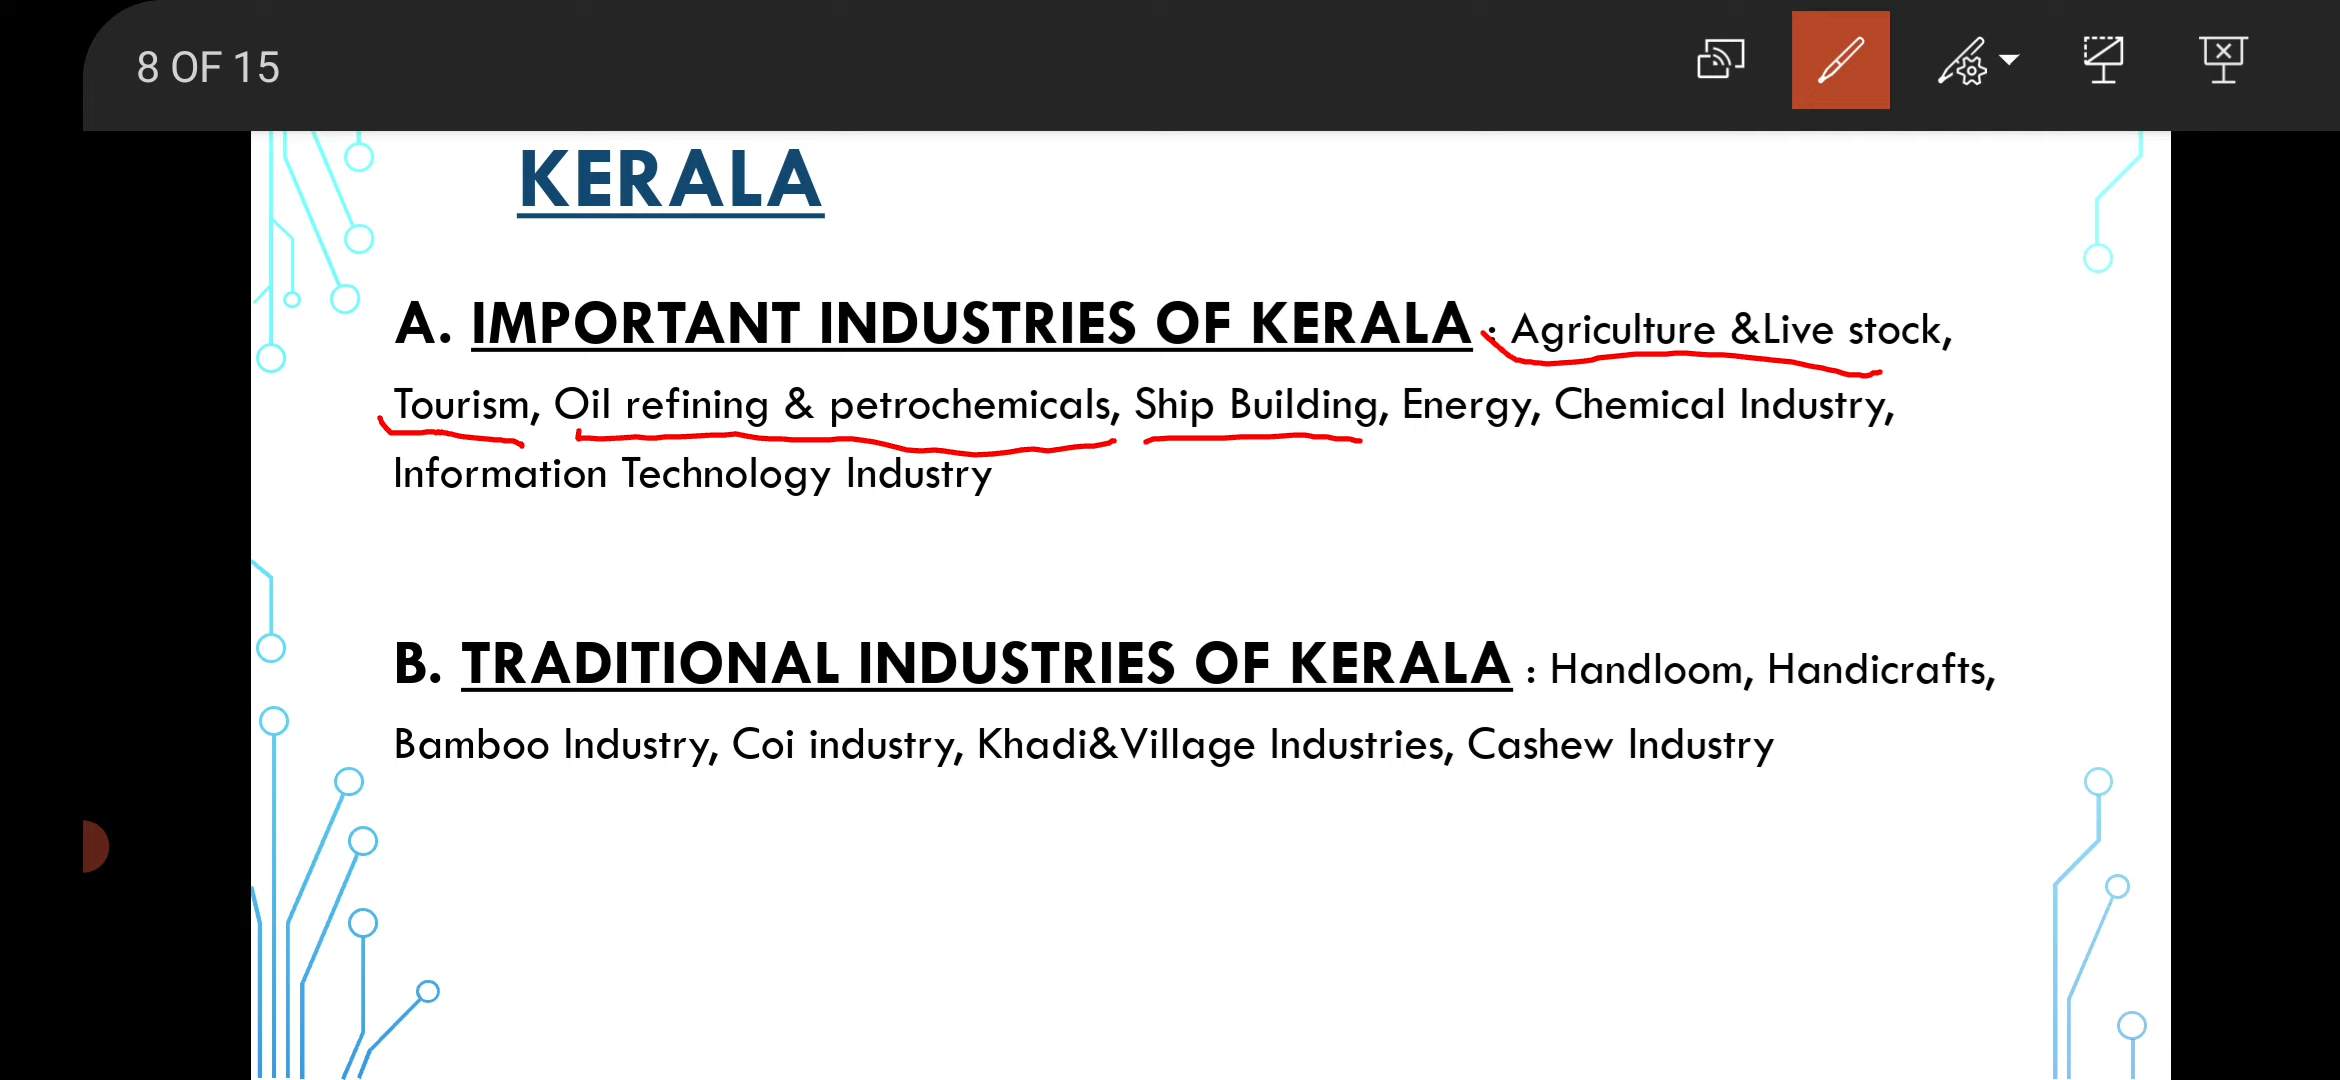 8 OF 15
KERALA
A. IMPORTANT INDUSTRIES OF KERALA : Agriculture &Live stock,
Tourism, Oil refining & petrochemicals, Ship Building, Energy, Chemical Industry,
Information Technology Industry
B. TRADITIONAL INDUSTRIES OF KERALA : Handloom, Handicrafts,
Bamboo Industry, Coi industry, Khadi&Village Industries, Cashew Industry